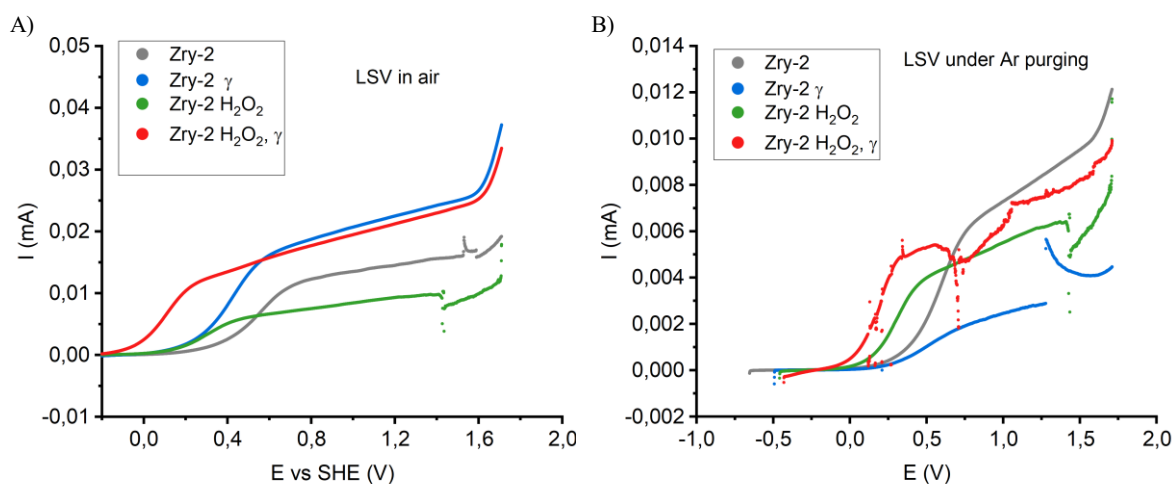 A)
0,05
0,04
0,03
0,02
0,01
0,00
-0,01
I (mA)
Zry-2
Zry-2 γ
Zry-2 H₂O₂
Zry-2 H₂O₂, γ
LSV in air
0,0 0,4 0,8 1,2 1,6 2,0
E vs SHE (V)
B)
0,014
0,012
0,010
0,008
0,006
0,004
0,002
0,000
-0,002
I (mA)
Zry-2
Zry-2 γ
Zry-2 H₂O₂
Zry-2 H₂O₂, γ
LSV under Ar purging
-1,0 -0,5 0,0 0,5 1,0 1,5 2,0
E (V)